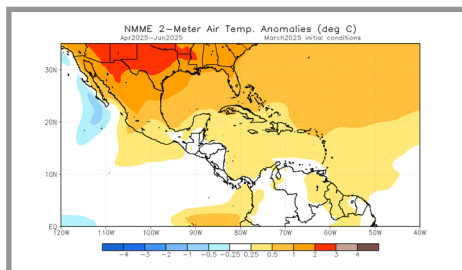 NMME 2-Meter Air Temp. Anomalies (deg C)
Apr2025-Jun2025 March2025 initial conditions
30N
20N
10N
EQ
120W 110W 100W 90W 80W 70W 60W 50W 40W
-4 -3 -2 -1 -0.5 -0.25 0.25 0.5 1 2 3 4